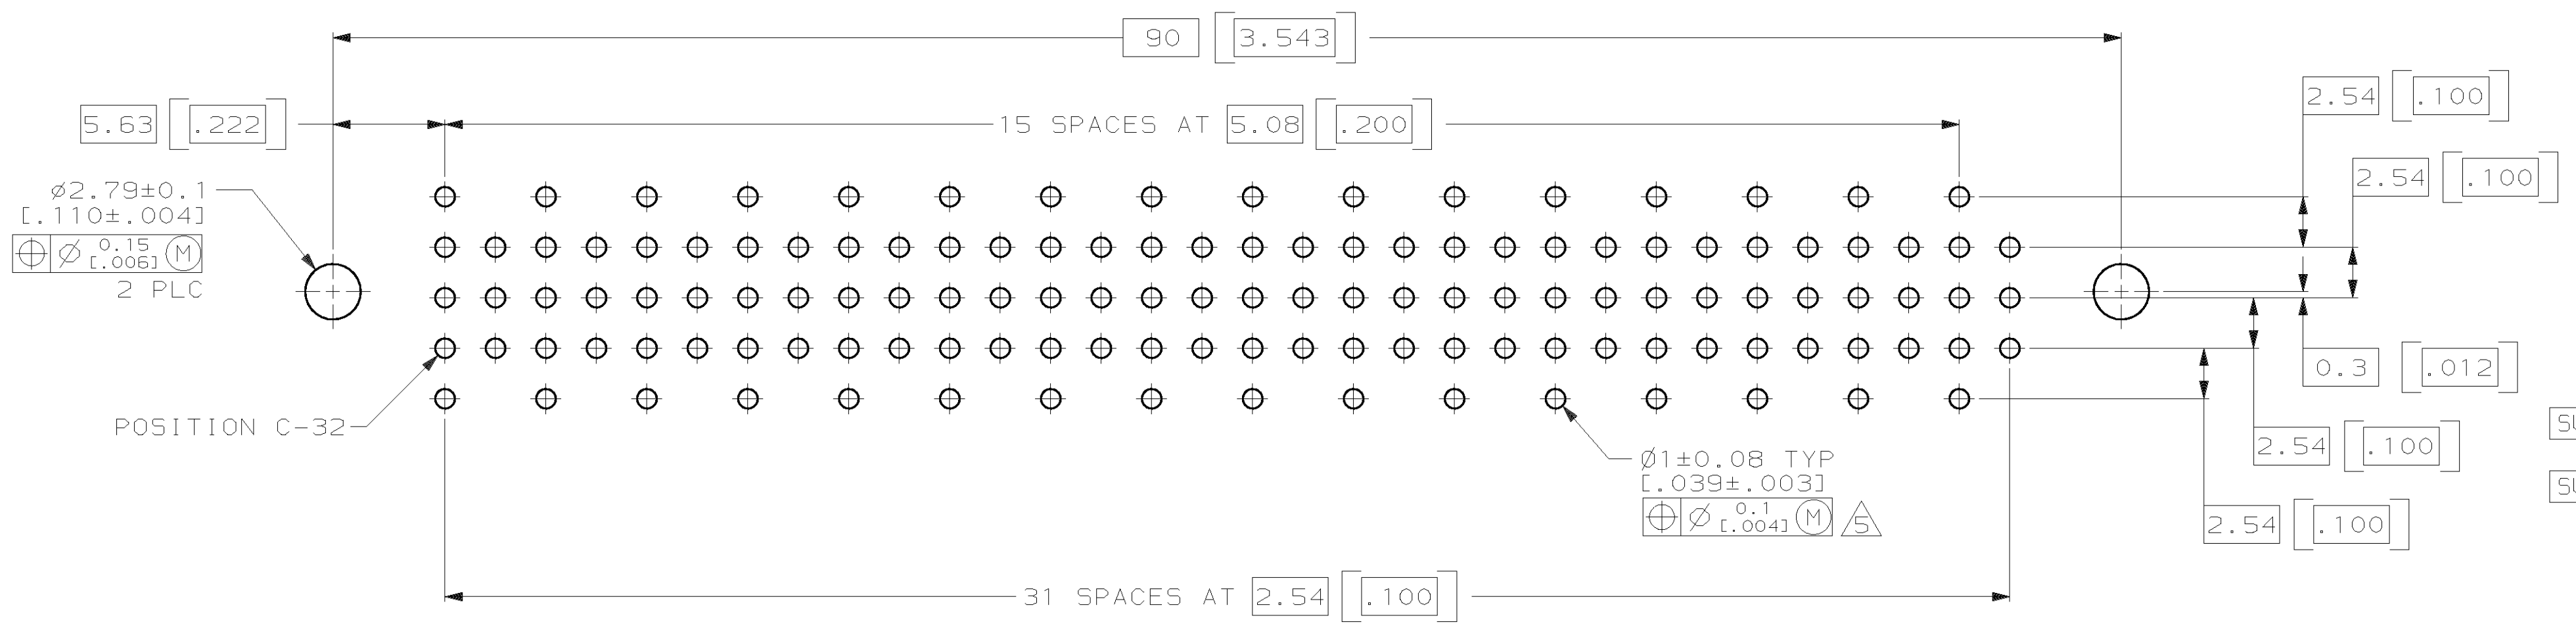 90 [3.543]
5.63 [.222]
15 SPACES AT 5.08 [.200]
2.54 [.100]
2.54 [.100]
Ø2.79±0.1
[.110±.004]
⌖ Ø 0.15 Ⓜ
[.006]
2 PLC
POSITION C-32
0.3 [.012]
2.54 [.100]
2.54 [.100]
Ø1±0.08 TYP
[.039±.003]
⌖ Ø 0.1 Ⓜ 5
[.004]
31 SPACES AT 2.54 [.100]